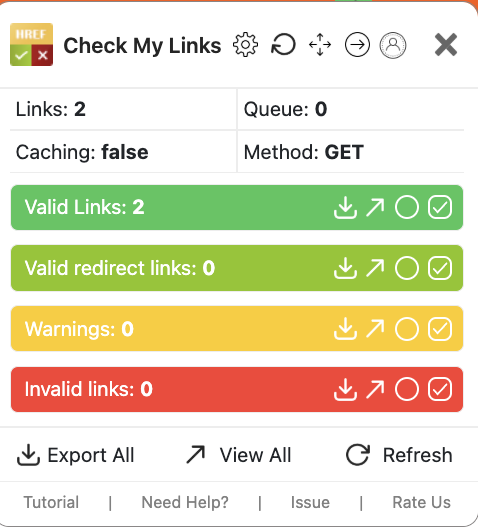 HREF
Check My Links
Links: 2
Queue: 0
Caching: false
Method: GET
Valid Links: 2
Valid redirect links: 0
Warnings: 0
Invalid links: 0
Export All
View All
Refresh
Tutorial | Need Help? | Issue | Rate Us